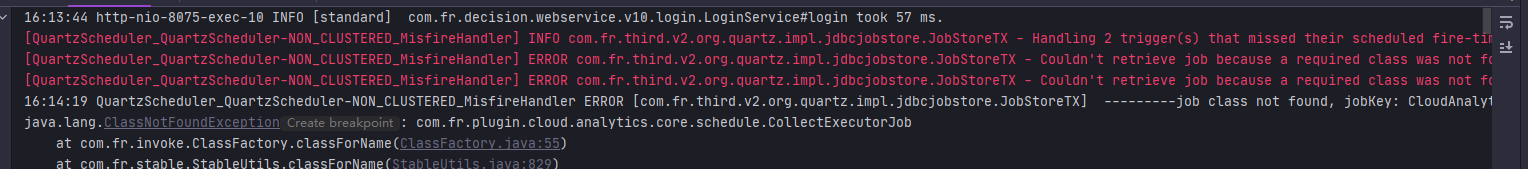 16:13:44 http-nio-8075-exec-10 INFO [standard]  com.fr.decision.webservice.v10.login.LoginService#login took 57 ms.
[QuartzScheduler_QuartzScheduler-NON_CLUSTERED_MisfireHandler] INFO com.fr.third.v2.org.quartz.impl.jdbcjobstore.JobStoreTX - Handling 2 trigger(s) that missed their scheduled fire-tim
[QuartzScheduler_QuartzScheduler-NON_CLUSTERED_MisfireHandler] ERROR com.fr.third.v2.org.quartz.impl.jdbcjobstore.JobStoreTX - Couldn't retrieve job because a required class was not fo
[QuartzScheduler_QuartzScheduler-NON_CLUSTERED_MisfireHandler] ERROR com.fr.third.v2.org.quartz.impl.jdbcjobstore.JobStoreTX - Couldn't retrieve job because a required class was not fo
16:14:19 QuartzScheduler_QuartzScheduler-NON_CLUSTERED_MisfireHandler ERROR [com.fr.third.v2.org.quartz.impl.jdbcjobstore.JobStoreTX]  ---------job class not found, jobKey: CloudAnalyt
java.lang.ClassNotFoundException Create breakpoint : com.fr.plugin.cloud.analytics.core.schedule.CollectExecutorJob
at com.fr.invoke.ClassFactory.classForName(ClassFactory.java:55)
at com.fr.stable.StableUtils.classForName(StableUtils.java:829)